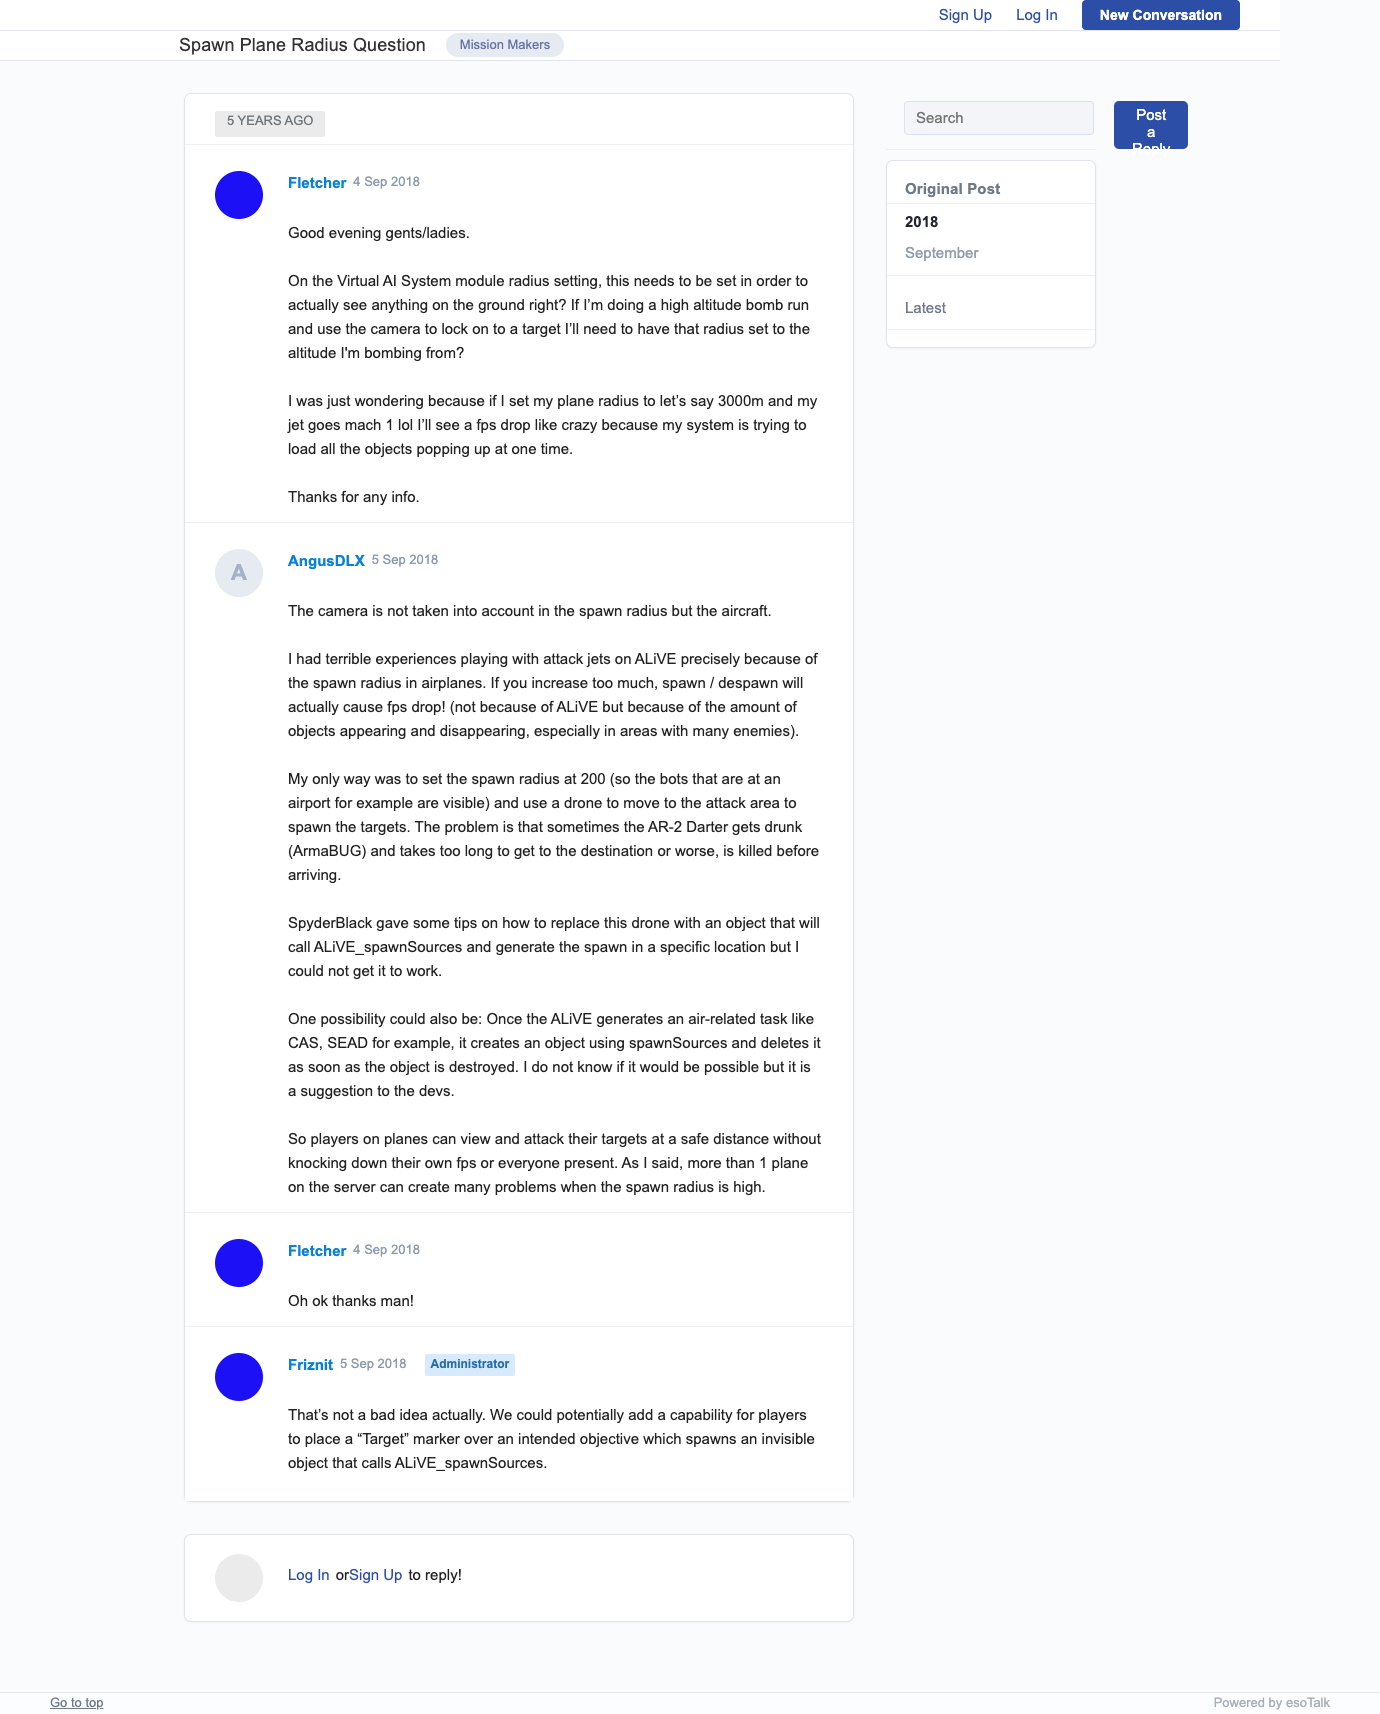 Sign Up Log In New Conversation
Spawn Plane Radius Question Mission Makers
5 YEARS AGO
Search
Post
a
Reply
Original Post
2018
September
Latest
Fletcher 4 Sep 2018
Good evening gents/ladies.
On the Virtual AI System module radius setting, this needs to be set in order to
actually see anything on the ground right? If I’m doing a high altitude bomb run
and use the camera to lock on to a target I’ll need to have that radius set to the
altitude I'm bombing from?
I was just wondering because if I set my plane radius to let’s say 3000m and my
jet goes mach 1 lol I’ll see a fps drop like crazy because my system is trying to
load all the objects popping up at one time.
Thanks for any info.
A
AngusDLX 5 Sep 2018
The camera is not taken into account in the spawn radius but the aircraft.
I had terrible experiences playing with attack jets on ALiVE precisely because of
the spawn radius in airplanes. If you increase too much, spawn / despawn will
actually cause fps drop! (not because of ALiVE but because of the amount of
objects appearing and disappearing, especially in areas with many enemies).
My only way was to set the spawn radius at 200 (so the bots that are at an
airport for example are visible) and use a drone to move to the attack area to
spawn the targets. The problem is that sometimes the AR-2 Darter gets drunk
(ArmaBUG) and takes too long to get to the destination or worse, is killed before
arriving.
SpyderBlack gave some tips on how to replace this drone with an object that will
call ALiVE_spawnSources and generate the spawn in a specific location but I
could not get it to work.
One possibility could also be: Once the ALiVE generates an air-related task like
CAS, SEAD for example, it creates an object using spawnSources and deletes it
as soon as the object is destroyed. I do not know if it would be possible but it is
a suggestion to the devs.
So players on planes can view and attack their targets at a safe distance without
knocking down their own fps or everyone present. As I said, more than 1 plane
on the server can create many problems when the spawn radius is high.
Fletcher 4 Sep 2018
Oh ok thanks man!
Friznit 5 Sep 2018 Administrator
That’s not a bad idea actually. We could potentially add a capability for players
to place a “Target” marker over an intended objective which spawns an invisible
object that calls ALiVE_spawnSources.
Log In orSign Up to reply!
Go to top
Powered by esoTalk